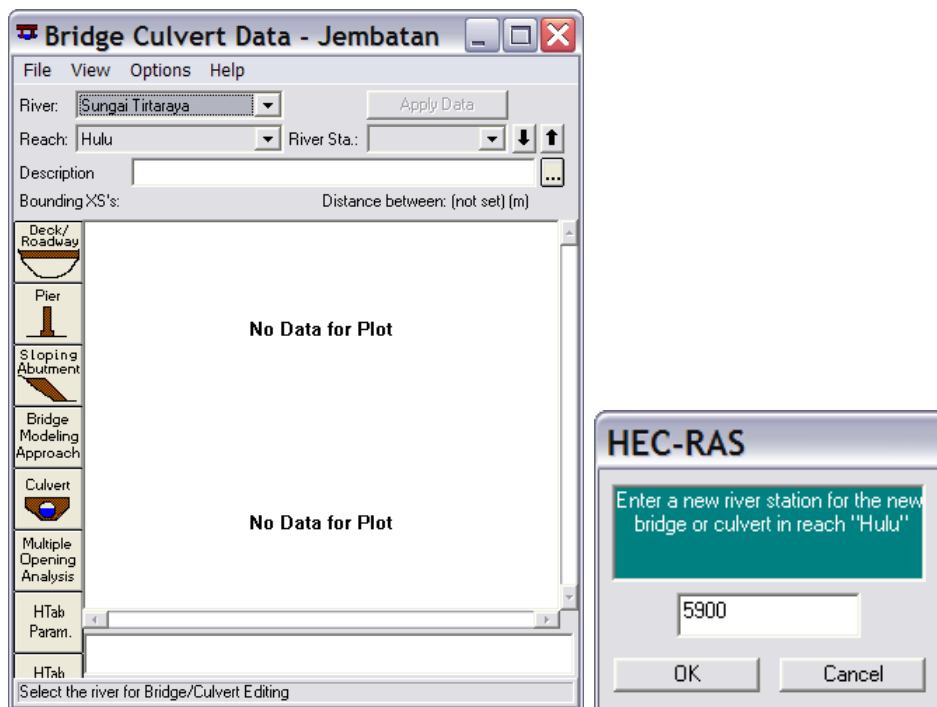 Bridge Culvert Data - Jembatan
File View Options Help
River: Sungai Tirtaraya Apply Data
Reach: Hulu River Sta.:
Description ...
Bounding XS's: Distance between: (not set) (m)
Deck/
Roadway
Pier
Sloping
Abutment
Bridge
Modeling
Approach
Culvert
Multiple
Opening
Analysis
HTab
Param.
HTab
No Data for Plot
No Data for Plot
Select the river for Bridge/Culvert Editing
HEC-RAS
Enter a new river station for the new
bridge or culvert in reach "Hulu"
5900
OK Cancel